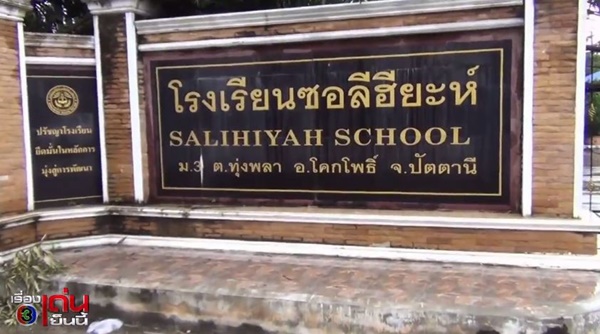 ปรัชญาโรงเรียน
ยึดมั่นในหลักการ
มุ่งสู่การพัฒนา
โรงเรียนซอลีฮียะห์
SALIHIYAH SCHOOL
ม.3 ต.ทุ่งพลา อ.โคกโพธิ์ จ.ปัตตานี
เรื่อง
เด่น
เย็นนี้
3